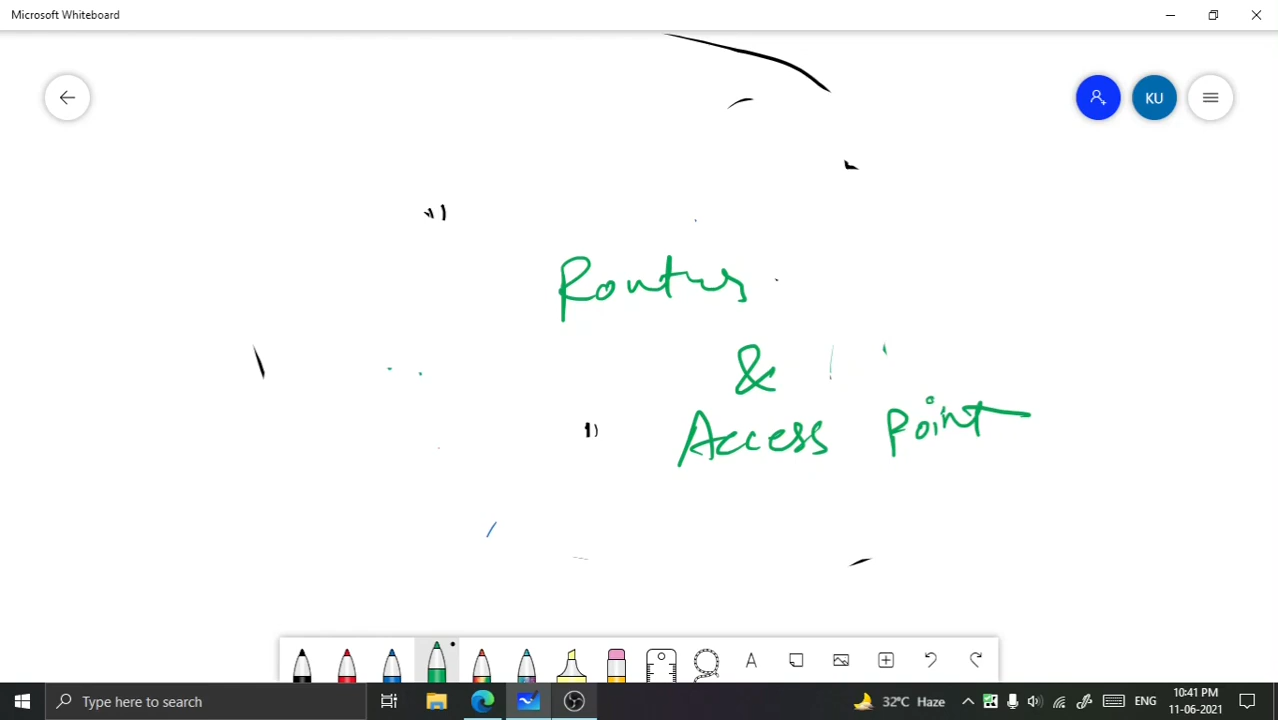 Microsoft Whiteboard
KU
Routers
&
Access Point
A
Type here to search
32°C Haze
ENG
10:41 PM
11-06-2021